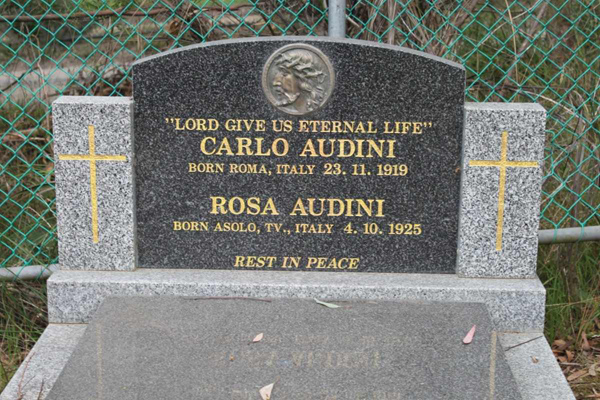 "LORD GIVE US ETERNAL LIFE"
CARLO AUDINI
BORN ROMA, ITALY 23. 11. 1919
ROSA AUDINI
BORN ASOLO, TV., ITALY 4. 10. 1925
REST IN PEACE